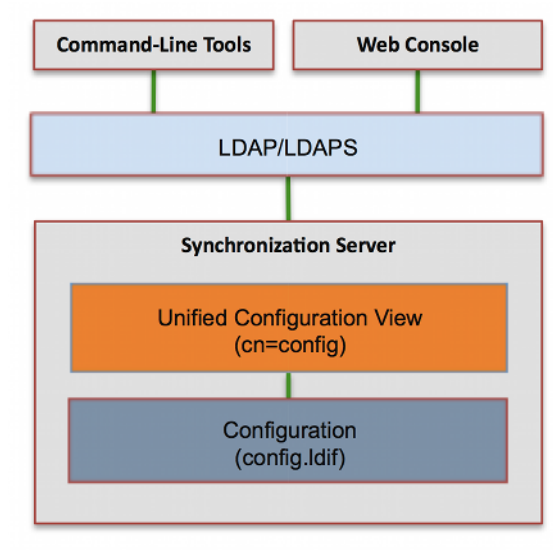 Command-Line Tools
Web Console
LDAP/LDAPS
Synchronization Server
Unified Configuration View
(cn=config)
Configuration
(config.ldif)